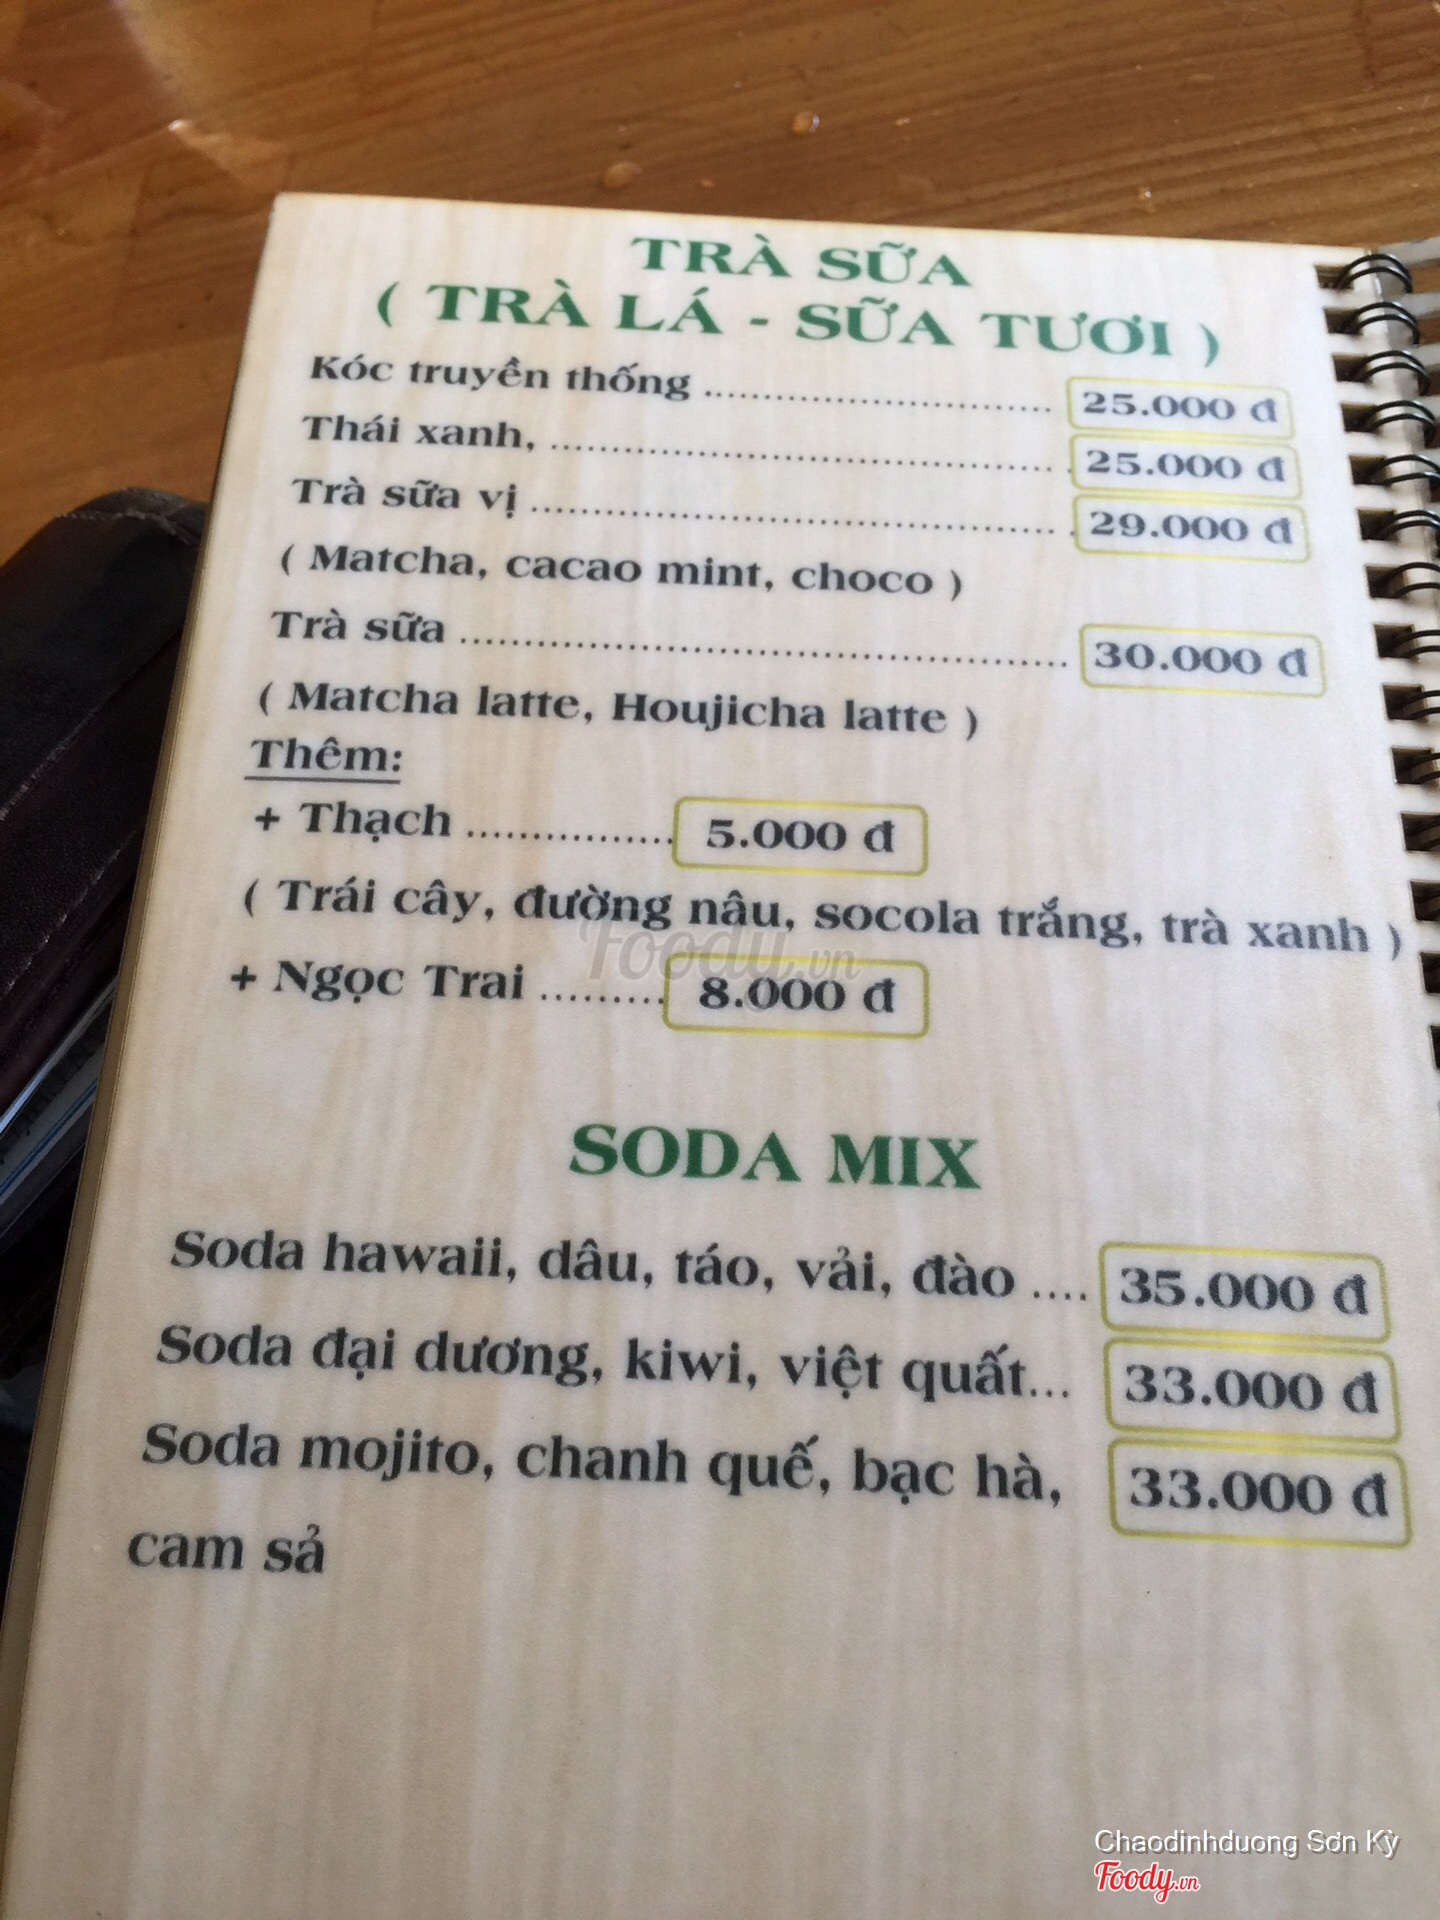 TRÀ SỮA
( TRÀ LÁ - SỮA TƯƠI )
Kóc truyền thống .............................. 25.000 đ
Thái xanh, ............................................ 25.000 đ
Trà sữa vị ............................................... 29.000 đ
( Matcha, cacao mint, choco )
Trà sữa ................................................ 30.000 đ
( Matcha latte, Houjicha latte )
Thêm:
+ Thạch ................ 5.000 đ
( Trái cây, đường nâu, socola trắng, trà xanh )
+ Ngọc Trai ......... 8.000 đ
SODA MIX
Soda hawaii, dâu, táo, vải, đào .... 35.000 đ
Soda đại dương, kiwi, việt quất... 33.000 đ
Soda mojito, chanh quế, bạc hà, 33.000 đ
cam sả
Foody.vn
Chaodinhduong Sơn Kỳ
Foody.vn